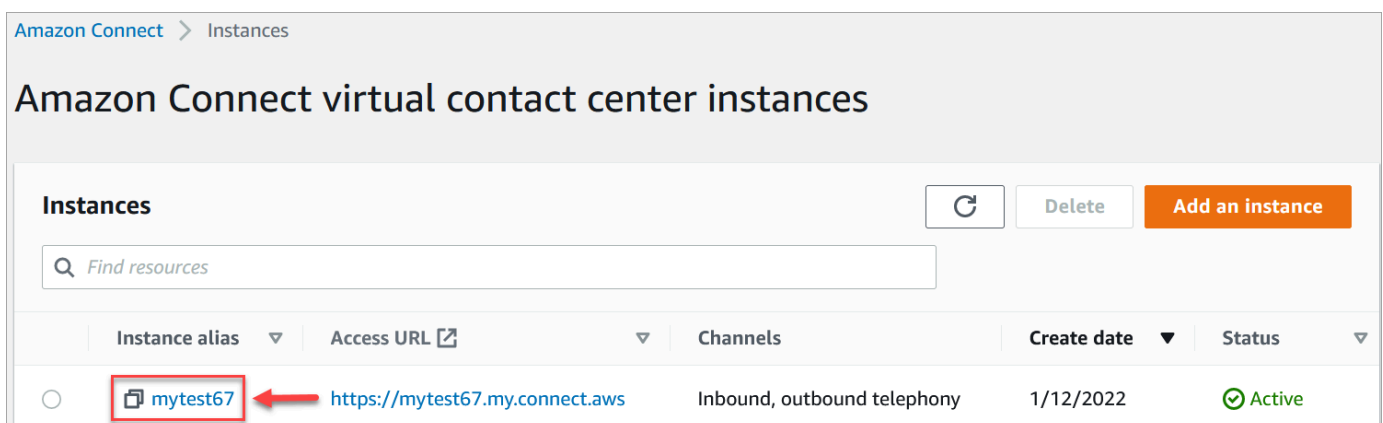 Amazon Connect > Instances
Amazon Connect virtual contact center instances
Instances
Delete
Add an instance
Find resources
Instance alias
Access URL
Channels
Create date
Status
mytest67
https://mytest67.my.connect.aws
Inbound, outbound telephony
1/12/2022
Active